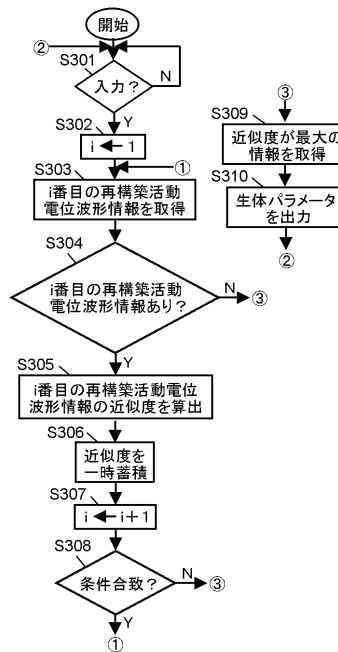 開始
②
S301
N
入力？
Y
S302
i ← 1
S303
①
i番目の再構築活動
電位波形情報を取得
S304
i番目の再構築活動
電位波形情報あり？
N
③
Y
S305
i番目の再構築活動電位
波形情報の近似度を算出
S306
近似度を
一時蓄積
S307
i ← i＋1
S308
条件合致？
N
③
Y
①
③
S309
近似度が最大の
情報を取得
S310
生体パラメータ
を出力
②